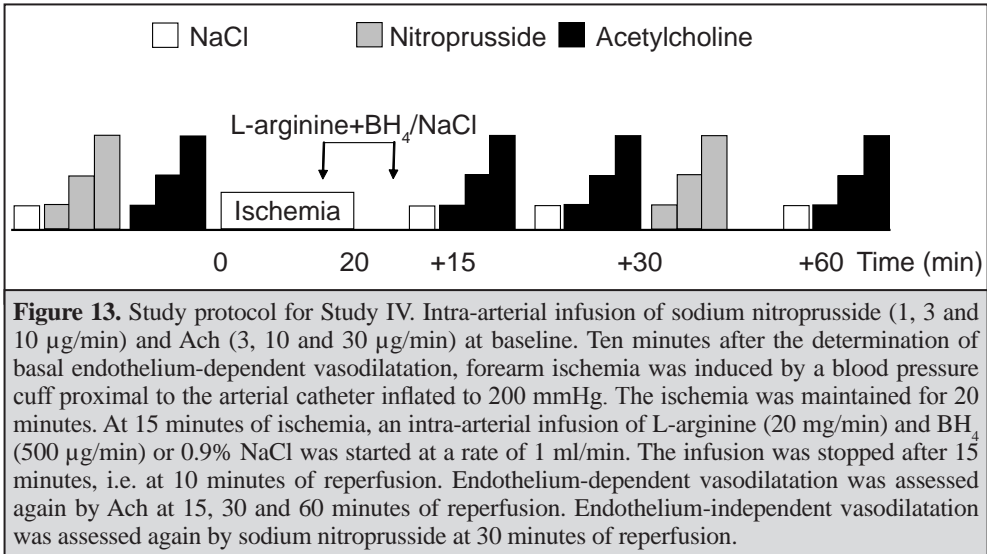 NaCl Nitroprusside Acetylcholine
L-arginine+BH₄/NaCl
Ischemia
0 20 +15 +30 +60 Time (min)
Figure 13. Study protocol for Study IV. Intra-arterial infusion of sodium nitroprusside (1, 3 and
10 µg/min) and Ach (3, 10 and 30 µg/min) at baseline. Ten minutes after the determination of
basal endothelium-dependent vasodilatation, forearm ischemia was induced by a blood pressure
cuff proximal to the arterial catheter inflated to 200 mmHg. The ischemia was maintained for 20
minutes. At 15 minutes of ischemia, an intra-arterial infusion of L-arginine (20 mg/min) and BH₄
(500 µg/min) or 0.9% NaCl was started at a rate of 1 ml/min. The infusion was stopped after 15
minutes, i.e. at 10 minutes of reperfusion. Endothelium-dependent vasodilatation was assessed
again by Ach at 15, 30 and 60 minutes of reperfusion. Endothelium-independent vasodilatation
was assessed again by sodium nitroprusside at 30 minutes of reperfusion.